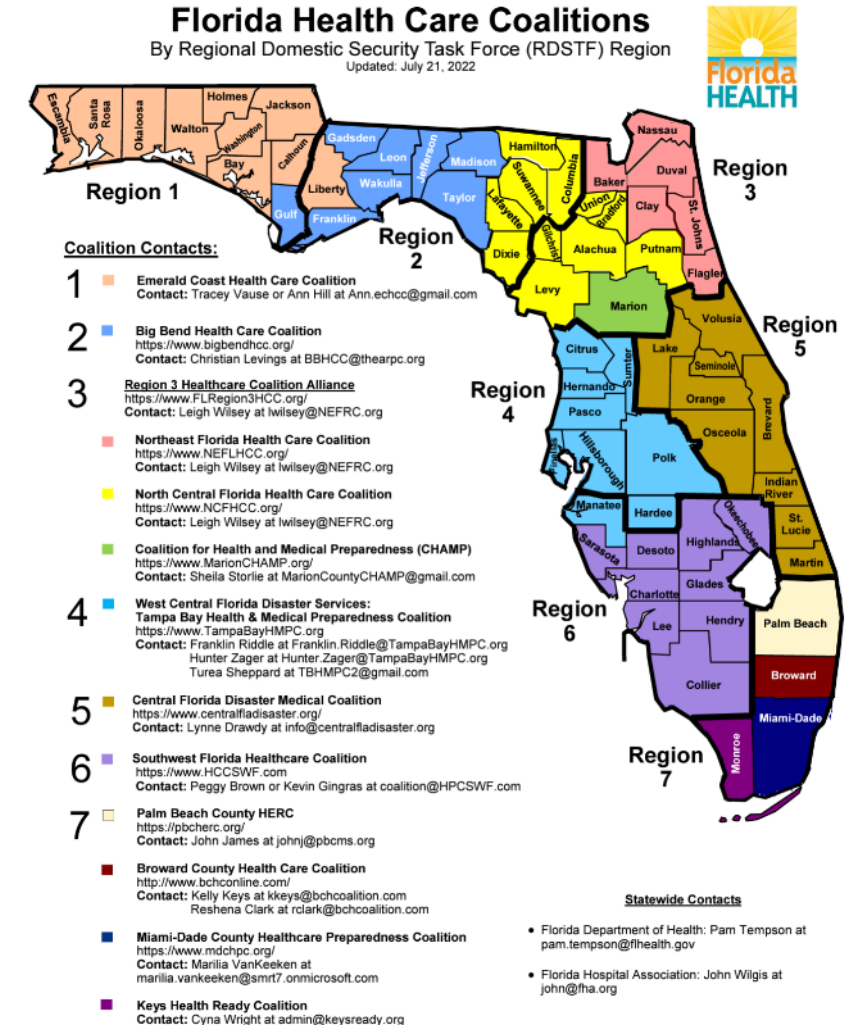 Florida Health Care Coalitions
By Regional Domestic Security Task Force (RDSTF) Region
Updated: July 21, 2022
Florida
HEALTH
Escambia
Santa Rosa
Okaloosa
Walton
Holmes
Washington
Jackson
Bay
Calhoun
Liberty
Gulf
Region 1
Gadsden
Leon
Jefferson
Madison
Wakulla
Franklin
Taylor
Hamilton
Suwannee
Columbia
Lafayette
Dixie
Region
2
Nassau
Duval
Baker
Clay
St. Johns
Union
Bradford
Gilchrist
Alachua
Putnam
Flagler
Levy
Marion
Region
3
Volusia
Lake
Seminole
Orange
Osceola
Brevard
Indian
River
St.
Lucie
Martin
Region
5
Citrus
Sumter
Hernando
Pasco
Pinellas
Hillsborough
Polk
Manatee
Hardee
Region
4
Okeechobee
Highlands
Sarasota
Desoto
Charlotte
Glades
Lee
Hendry
Collier
Region
6
Palm Beach
Broward
Miami-Dade
Monroe
Region
7
Coalition Contacts:
1
Emerald Coast Health Care Coalition
Contact: Tracey Vause or Ann Hill at Ann.echcc@gmail.com
2
Big Bend Health Care Coalition
https://www.bigbendhcc.org/
Contact: Christian Levings at BBHCC@thearpc.org
3
Region 3 Healthcare Coalition Alliance
https://www.FLRegion3HCC.org/
Contact: Leigh Wilsey at lwilsey@NEFRC.org
Northeast Florida Health Care Coalition
https://www.NEFLHCC.org/
Contact: Leigh Wilsey at lwilsey@NEFRC.org
North Central Florida Health Care Coalition
https://www.NCFHCC.org/
Contact: Leigh Wilsey at lwilsey@NEFRC.org
Coalition for Health and Medical Preparedness (CHAMP)
https://www.MarionCHAMP.org/
Contact: Sheila Storlie at MarionCountyCHAMP@gmail.com
4
West Central Florida Disaster Services:
Tampa Bay Health & Medical Preparedness Coalition
https://www.TampaBayHMPC.org
Contact: Franklin Riddle at Franklin.Riddle@TampaBayHMPC.org
Hunter Zager at Hunter.Zager@TampaBayHMPC.org
Turea Sheppard at TBHMPC2@gmail.com
5
Central Florida Disaster Medical Coalition
https://www.centralfladisaster.org/
Contact: Lynne Drawdy at info@centralfladisaster.org
6
Southwest Florida Healthcare Coalition
https://www.HCCSWF.com
Contact: Peggy Brown or Kevin Gingras at coalition@HPCSWF.com
7
Palm Beach County HERC
https://pbcherc.org/
Contact: John James at johnj@pbcms.org
Broward County Health Care Coalition
http://www.bchconline.com/
Contact: Kelly Keys at kkeys@bchcoalition.com
Reshena Clark at rclark@bchcoalition.com
Miami-Dade County Healthcare Preparedness Coalition
https://www.mdchpc.org/
Contact: Marilia VanKeeken at
marilia.vankeeken@smrt7.onmicrosoft.com
Keys Health Ready Coalition
Contact: Cyna Wright at admin@keysready.org
Statewide Contacts
• Florida Department of Health: Pam Tempson at
pam.tempson@flhealth.gov
• Florida Hospital Association: John Wilgis at
john@fha.org